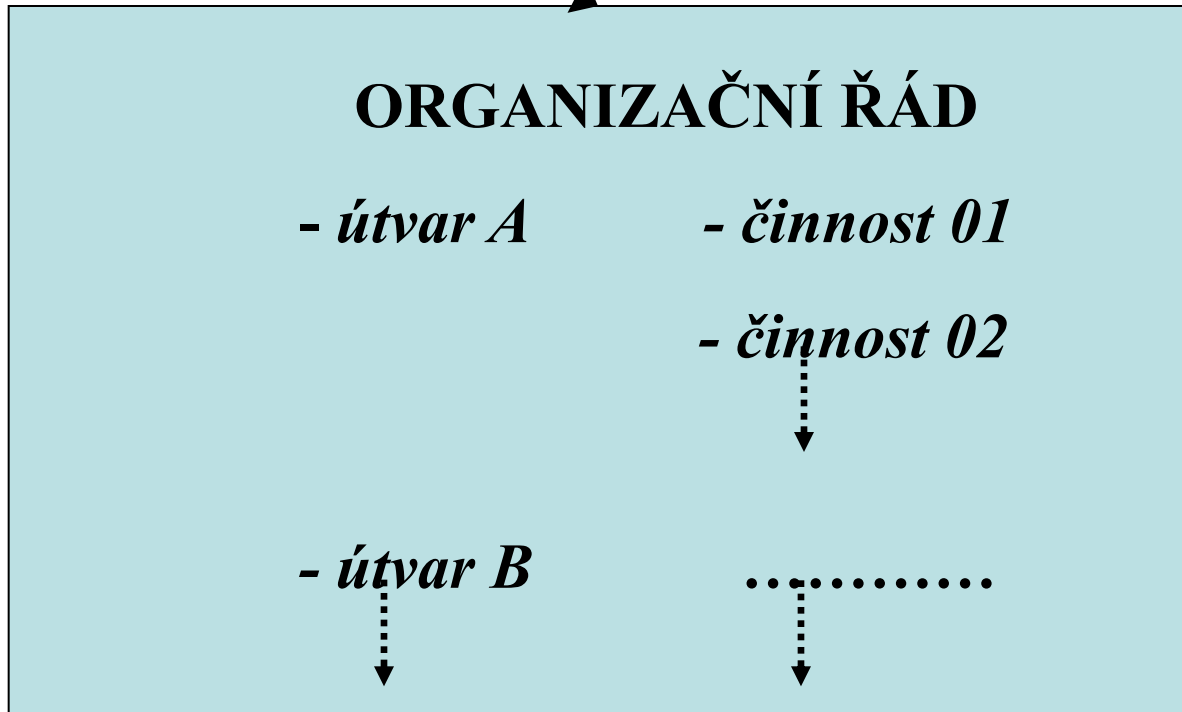 ORGANIZAČNÍ ŘÁD
- útvar A - činnost 01
- činnost 02
- útvar B …………